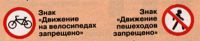 Знак
«Движение
на велосипедах
запрещено»
Знак
«Движение
пешеходов
запрещено»